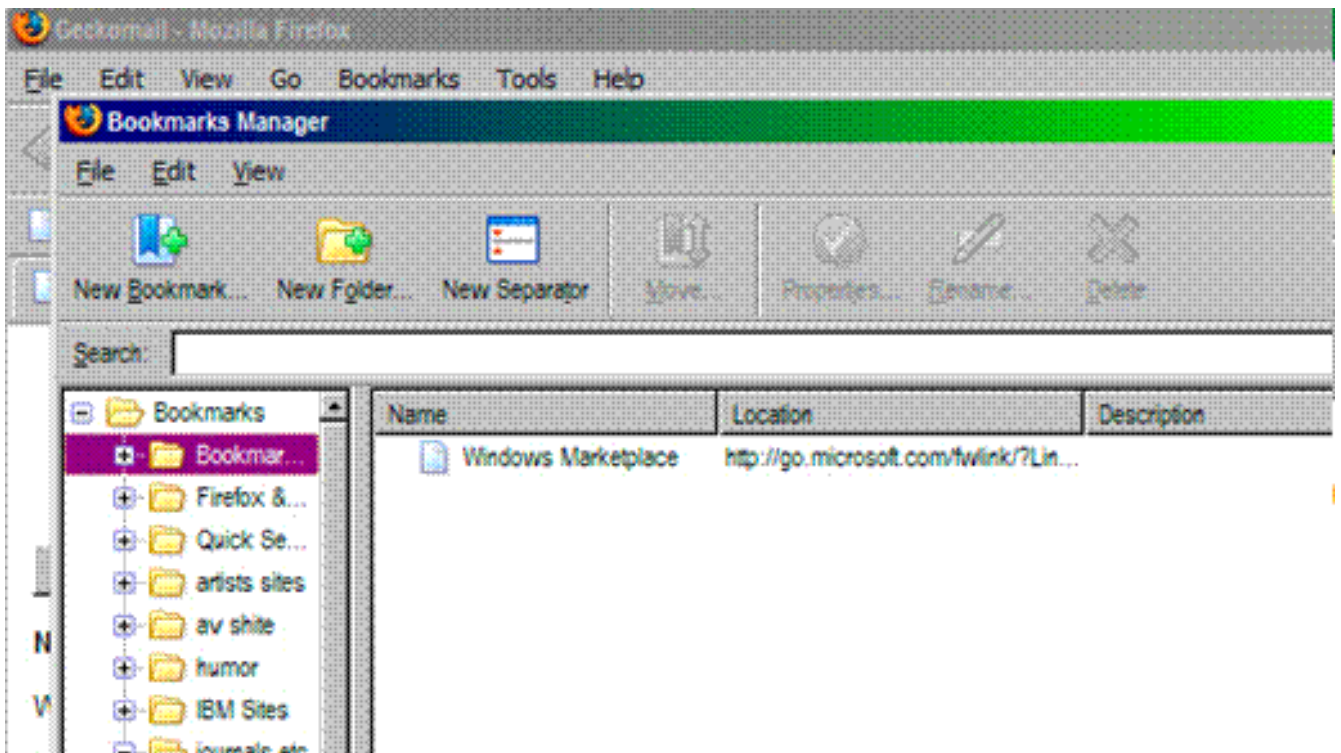 Geckomail - Mozilla Firefox
File Edit View Go Bookmarks Tools Help
Bookmarks Manager
File Edit View
New Bookmark... New Folder... New Separator Move... Properties... Rename... Delete
Search:
Bookmarks Name Location Description
Bookmar... Windows Marketplace http://go.microsoft.com/fwlink/?Lin...
Firefox &...
Quick Se...
artists sites
av shite
humor
N
IBM Sites
W
journals etc